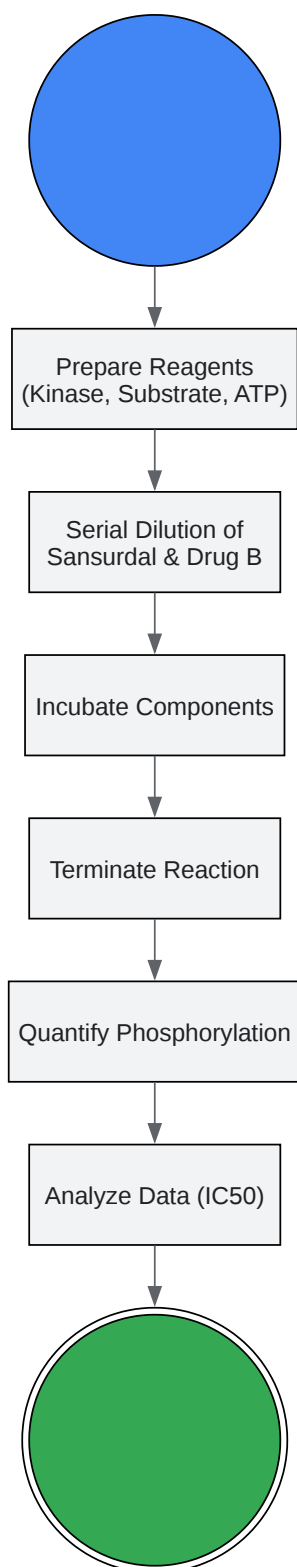 Prepare Reagents
(Kinase, Substrate, ATP)
Serial Dilution of
Sansurdal & Drug B
Incubate Components
Terminate Reaction
Quantify Phosphorylation
Analyze Data (IC50)